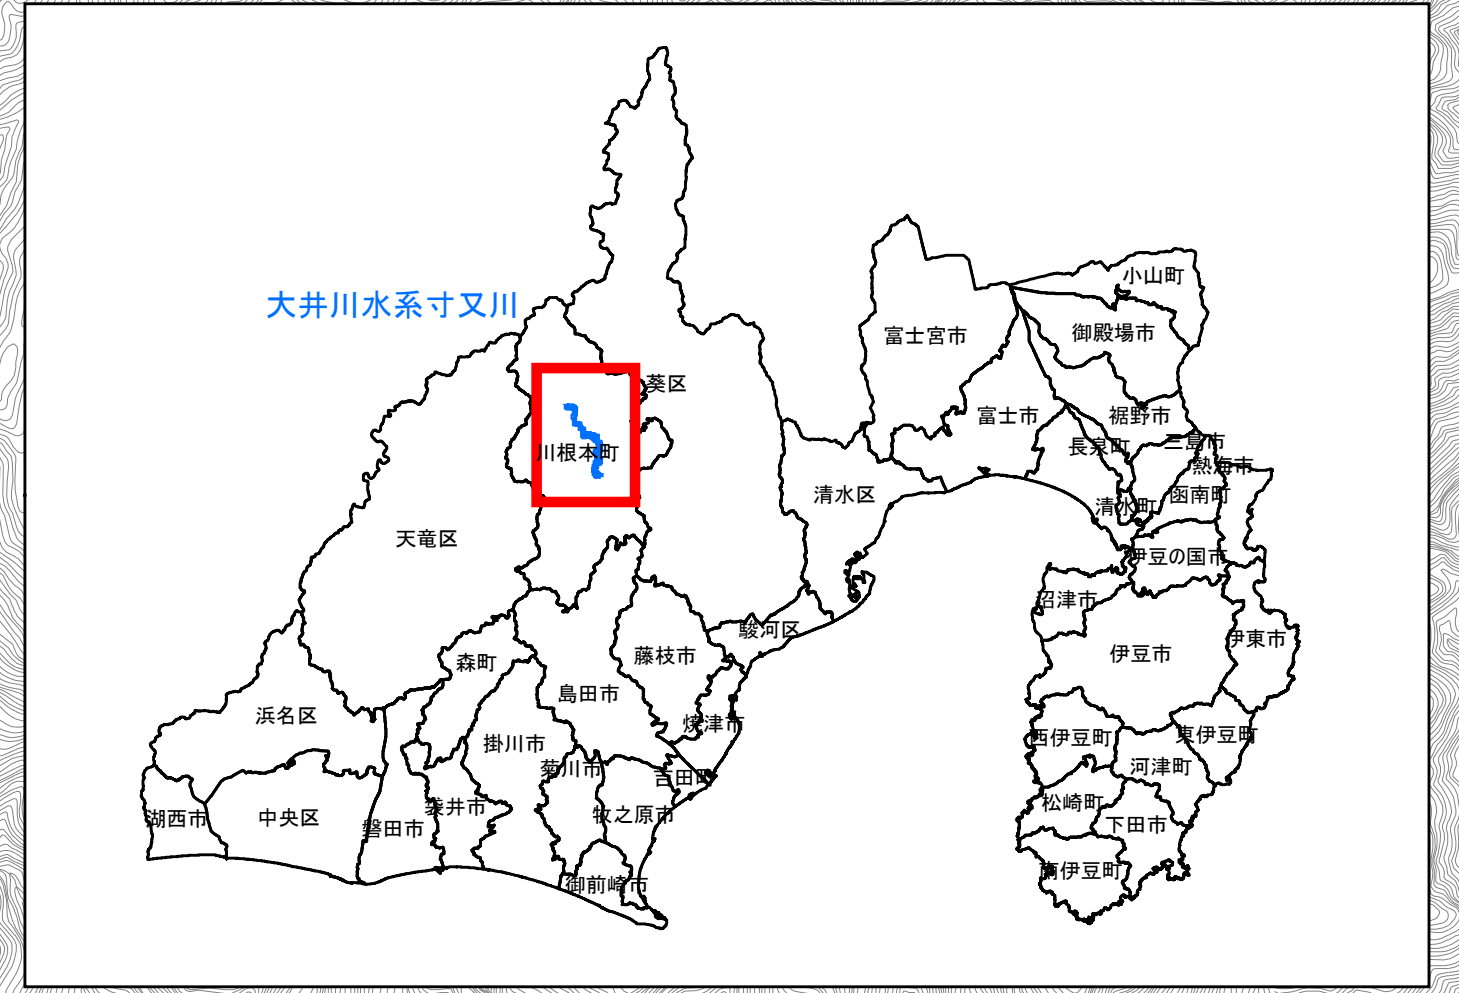 小山町
大井川水系寸又川
御殿場市
富士宮市
葵区
裾野市
富士市
三島市
長泉町
川根本町
熱海市
清水区
函南町
清水町
天竜区
伊豆の国市
沼津市
駿河区
伊東市
伊豆市
藤枝市
森町
島田市
浜名区
焼津市
東伊豆町
西伊豆町
掛川市
河津町
菊川市
吉田町
松崎町
袋井市
牧之原市
湖西市
中央区
下田市
磐田市
南伊豆町
御前崎市